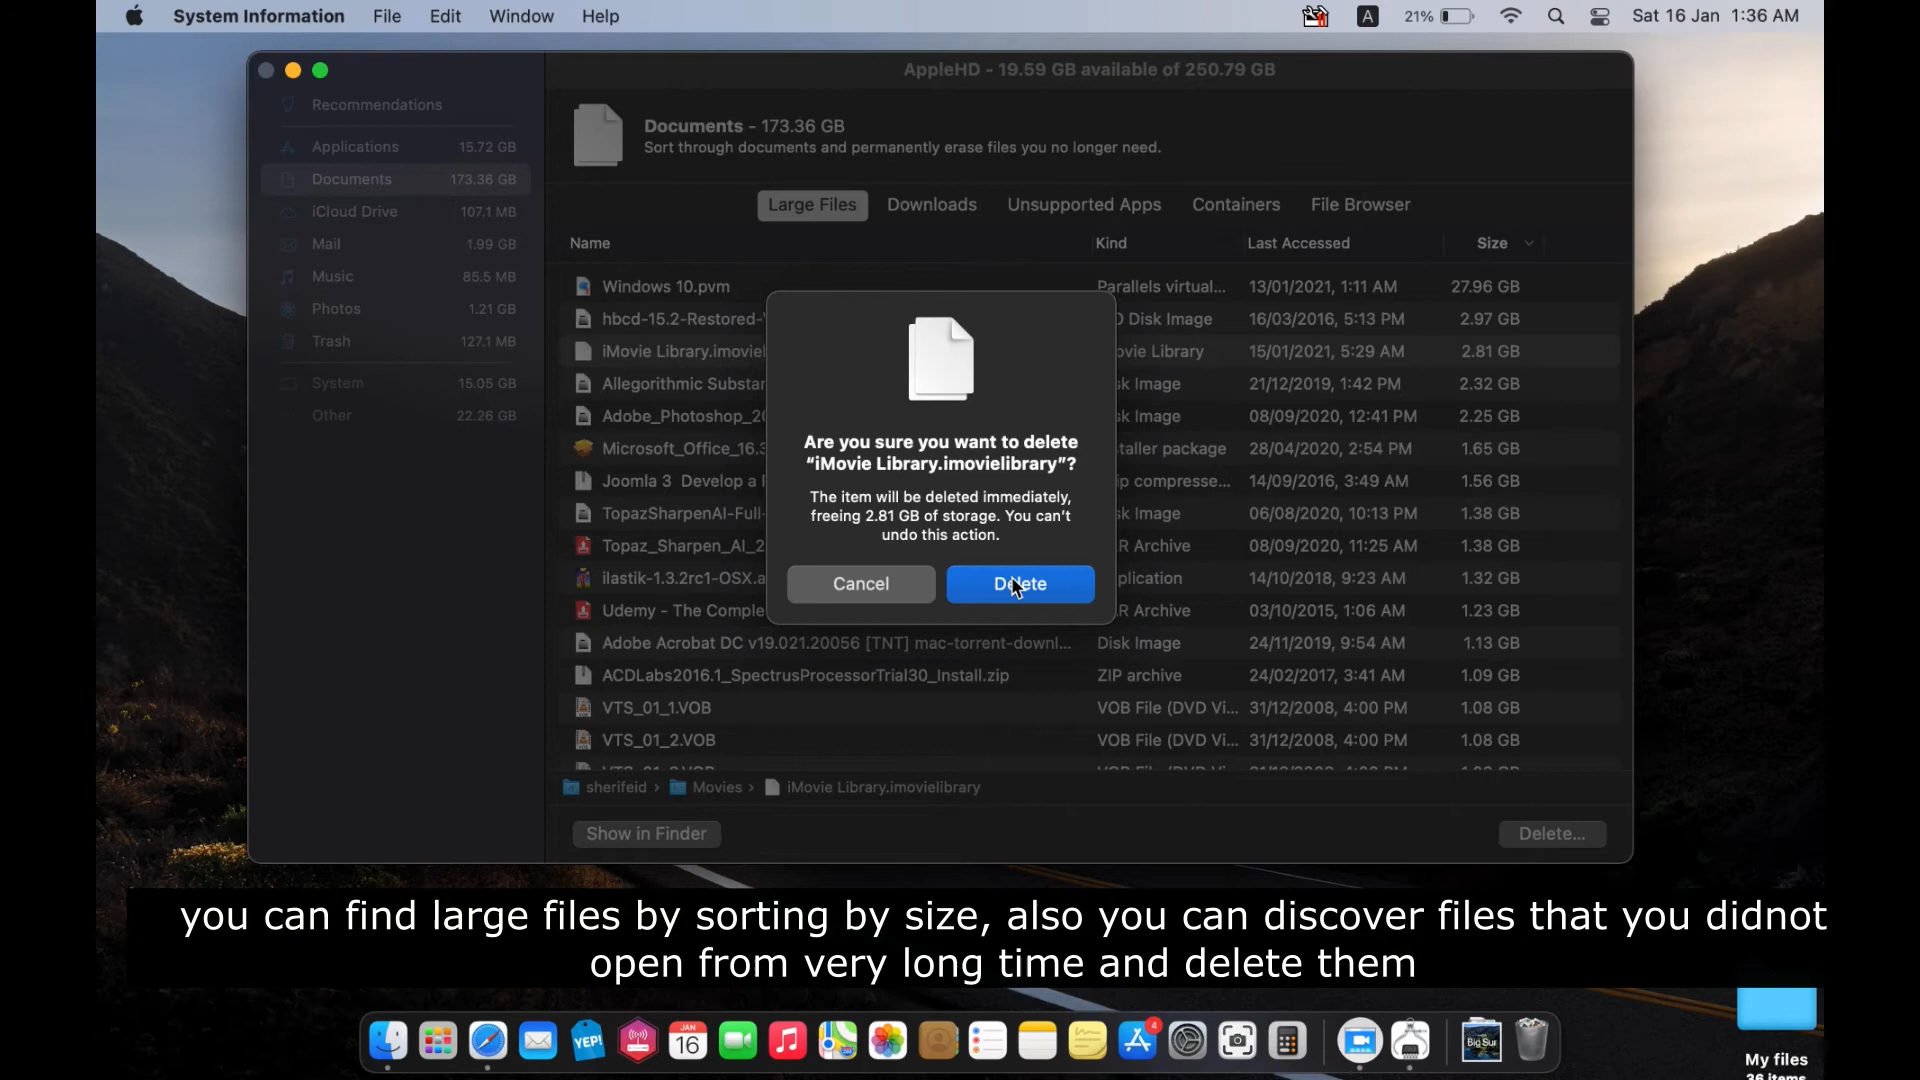 System Information File Edit Window Help A 21% Sat 16 Jan 1:36 AM
AppleHD - 19.59 GB available of 250.79 GB
Recommendations
Applications 15.72 GB
Documents 173.36 GB
iCloud Drive 107.1 MB
Mail 1.99 GB
Music 85.5 MB
Photos 1.21 GB
Trash 127.1 MB
System 15.05 GB
Other 22.26 GB
Documents - 173.36 GB
Sort through documents and permanently erase files you no longer need.
Large Files Downloads Unsupported Apps Containers File Browser
Name Kind Last Accessed Size
Windows 10.pvm Parallels virtual... 13/01/2021, 1:11 AM 27.96 GB
hbcd-15.2-Restored- Disk Image 16/03/2016, 5:13 PM 2.97 GB
iMovie Library.imoviel ovie Library 15/01/2021, 5:29 AM 2.81 GB
Allegorithmic Substan sk Image 21/12/2019, 1:42 PM 2.32 GB
Adobe_Photoshop_20 sk Image 08/09/2020, 12:41 PM 2.25 GB
Microsoft_Office_16.3 taller package 28/04/2020, 2:54 PM 1.65 GB
Joomla 3 Develop a ip compresse... 14/09/2016, 3:49 AM 1.56 GB
TopazSharpenAI-Full- sk Image 06/08/2020, 10:13 PM 1.38 GB
Topaz_Sharpen_AI_2 R Archive 08/09/2020, 11:25 AM 1.38 GB
ilastik-1.3.2rc1-OSX.a plication 14/10/2018, 9:23 AM 1.32 GB
Udemy - The Comple R Archive 03/10/2015, 1:06 AM 1.23 GB
Adobe Acrobat DC v19.021.20056 [TNT] mac-torrent-downl... Disk Image 24/11/2019, 9:54 AM 1.13 GB
ACDLabs2016.1_SpectrusProcessorTrial30_Install.zip ZIP archive 24/02/2017, 3:41 AM 1.09 GB
VTS_01_1.VOB VOB File (DVD Vi... 31/12/2008, 4:00 PM 1.08 GB
VTS_01_2.VOB VOB File (DVD Vi... 31/12/2008, 4:00 PM 1.08 GB
Are you sure you want to delete
“iMovie Library.imovielibrary”?
The item will be deleted immediately,
freeing 2.81 GB of storage. You can’t
undo this action.
Cancel Delete
sherifeid › Movies › iMovie Library.imovielibrary
Show in Finder Delete...
you can find large files by sorting by size, also you can discover files that you didnot
open from very long time and delete them
YEP! JAN
16 4 Big Sur
My files
36 items